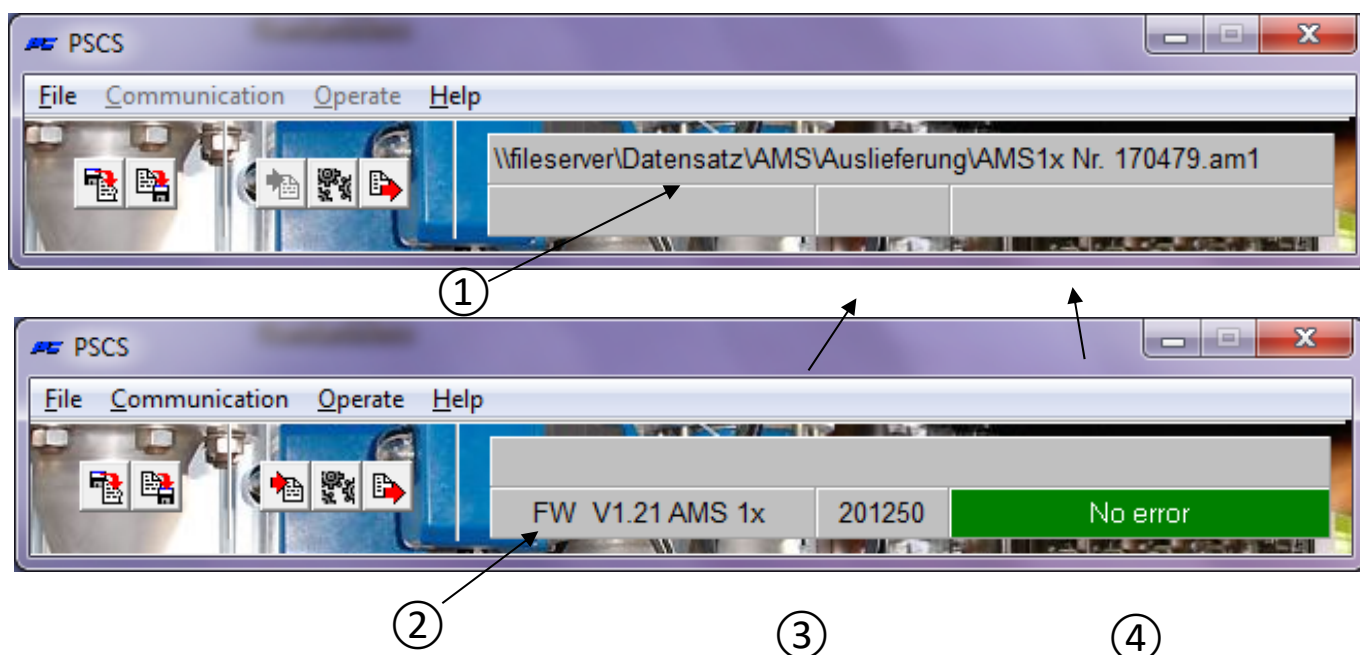 PSCS
File Communication Operate Help
\\fileserver\Datensatz\AMS\Auslieferung\AMS1x Nr. 170479.am1
①
PSCS
File Communication Operate Help
FW V1.21 AMS 1x 201250 No error
② ③ ④